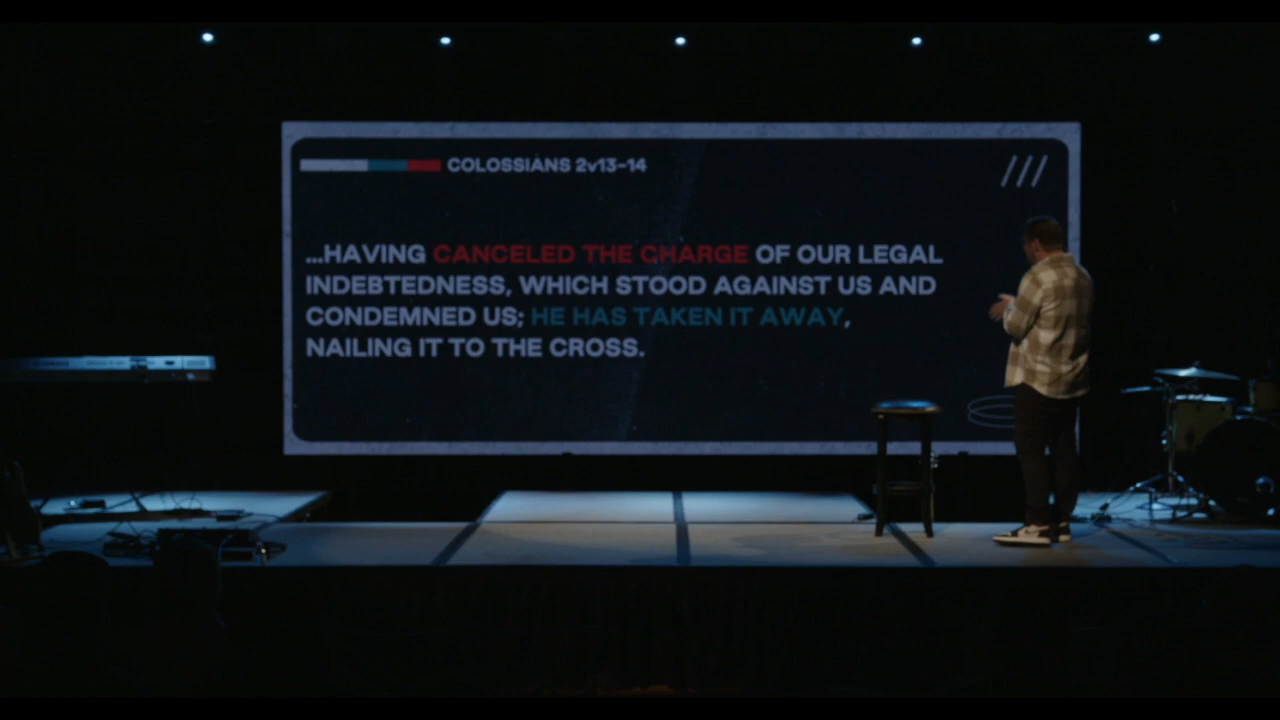 COLOSSIANS 2v13-14
...HAVING CANCELED THE CHARGE OF OUR LEGAL
INDEBTEDNESS, WHICH STOOD AGAINST US AND
CONDEMNED US; HE HAS TAKEN IT AWAY,
NAILING IT TO THE CROSS.